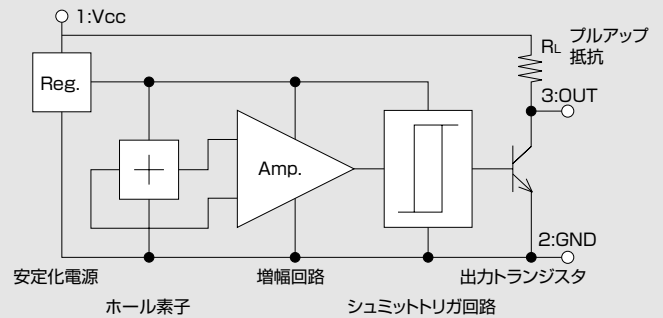 1:Vcc
RL プルアップ
抵抗
Reg.
3:OUT
Amp.
2:GND
安定化電源
増幅回路
出力トランジスタ
ホール素子
シュミットトリガ回路